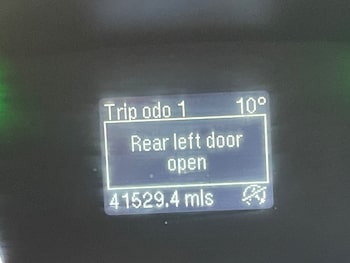 Trip odo 1 10°
Rear left door
open
41529.4 mls